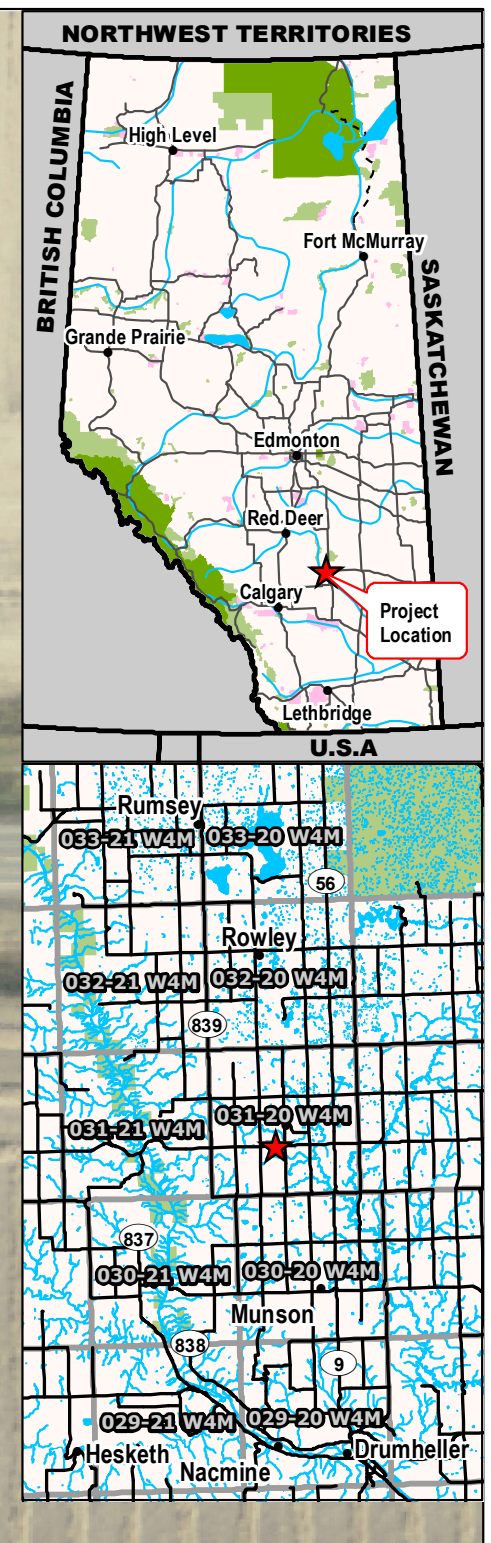 NORTHWEST TERRITORIES
BRITISH COLUMBIA
High Level
Fort McMurray
SASKATCHEWAN
Grande Prairie
Edmonton
Red Deer
Calgary
Project
Location
Lethbridge
U.S.A
Rumsey
033-21 W4M
033-20 W4M
56
Rowley
032-21 W4M
032-20 W4M
839
031-20 W4M
031-21 W4M
837
030-21 W4M
030-20 W4M
Munson
838
9
029-21 W4M
029-20 W4M
Hesketh
Drumheller
Nacmine